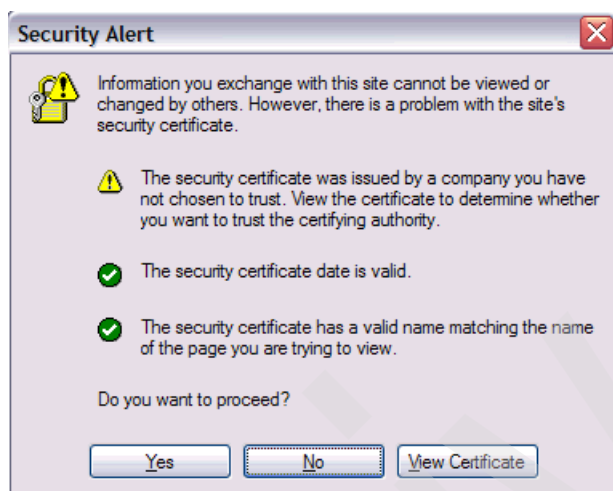 Security Alert
Information you exchange with this site cannot be viewed or
changed by others. However, there is a problem with the site's
security certificate.
The security certificate was issued by a company you have
not chosen to trust. View the certificate to determine whether
you want to trust the certifying authority.
The security certificate date is valid.
The security certificate has a valid name matching the name
of the page you are trying to view.
Do you want to proceed?
Yes No View Certificate